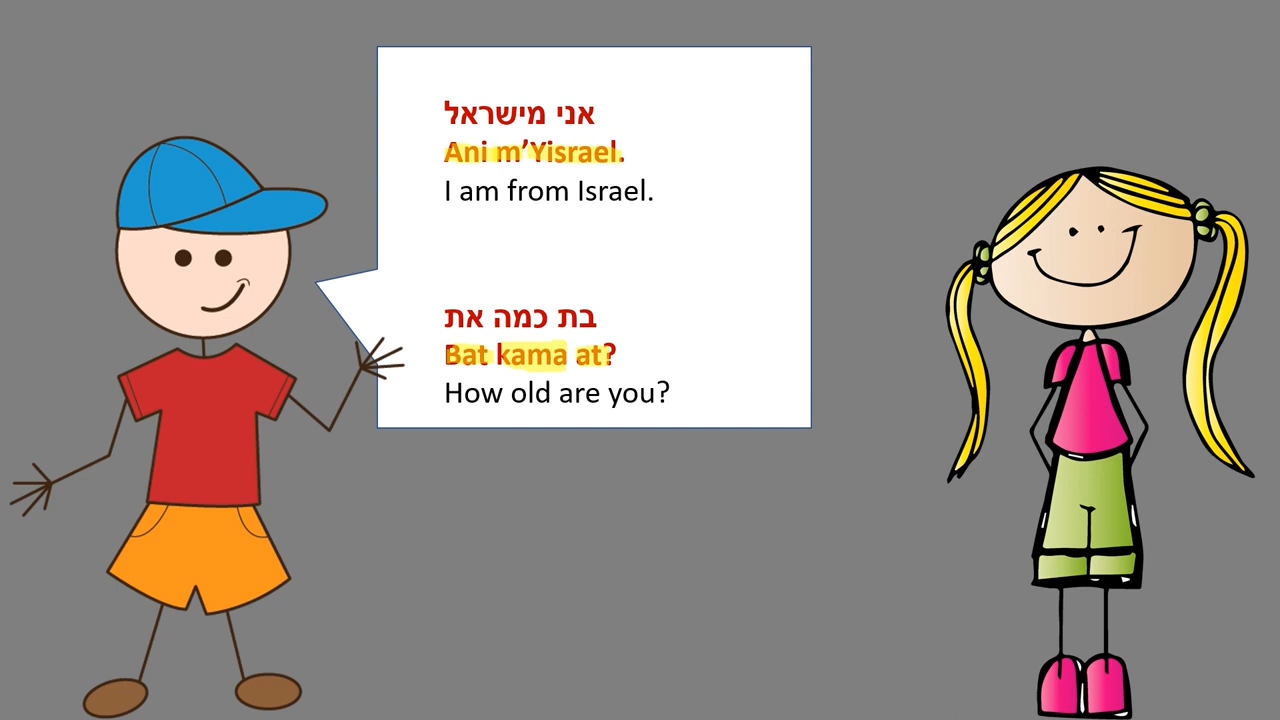 אני מישראל
Ani m’Yisrael.
I am from Israel.
בת כמה את
Bat kama at?
How old are you?